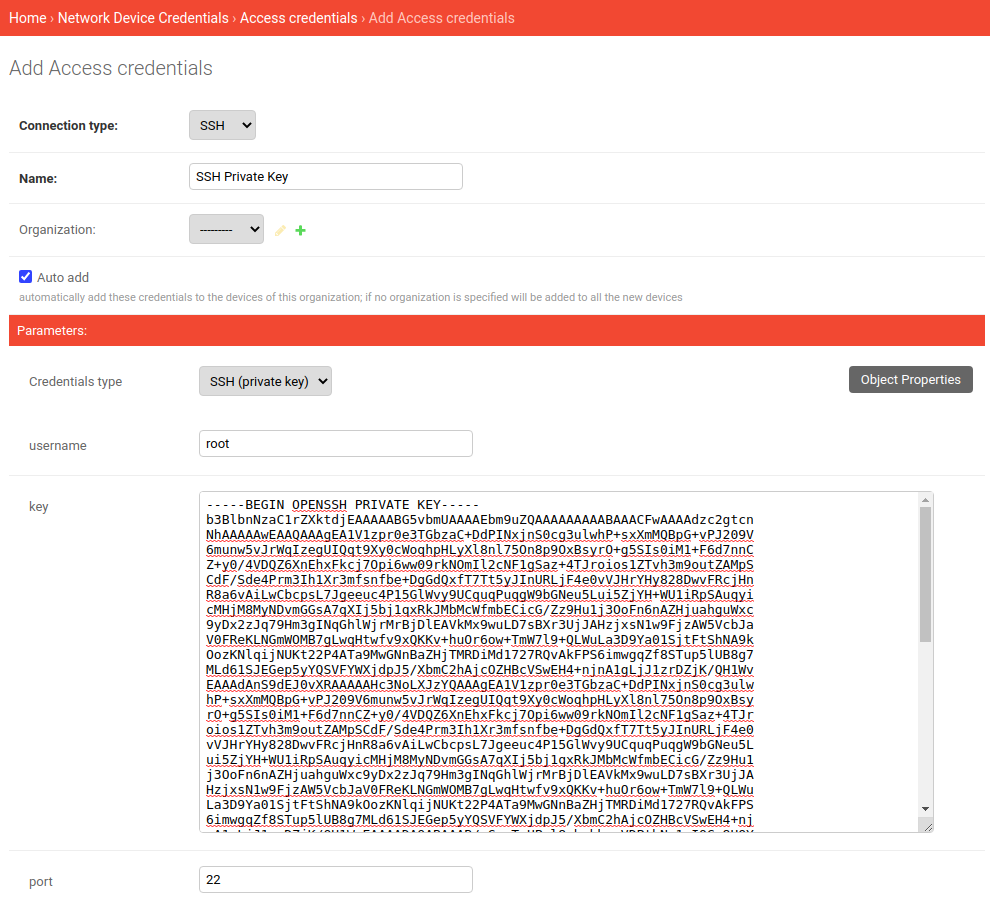 Home › Network Device Credentials › Access credentials › Add Access credentials
Add Access credentials
Connection type: SSH
Name: SSH Private Key
Organization: ---------
Auto add
automatically add these credentials to the devices of this organization; if no organization is specified will be added to all the new devices
Parameters:
Credentials type SSH (private key) Object Properties
username root
key
-----BEGIN OPENSSH PRIVATE KEY-----
b3BlbnNzaC1rZXktdjEAAAAABG5vbmUAAAAEbm9uZQAAAAAAAAABAAACFwAAAAdzc2gtcn
NhAAAAAwEAAQAAAgEA1V1zpr0e3TGbzaC+DdPINxjnS0cg3ulwhP+sxXmMQBpG+vPJ209V
6munw5vJrWqIzegUIQqt9Xy0cWoqhpHLyXl8nl75On8p9OxBsyrO+g5SIs0iM1+F6d7nnC
Z+y0/4VDQZ6XnEhxFkcj7Opi6ww09rkNOmIl2cNF1gSaz+4TJroios1ZTvh3m9outZAMpS
CdF/Sde4Prm3Ih1Xr3mfsnfbe+DgGdQxfT7Tt5yJInURLjF4e0vVJHrYHy828DwvFRcjHn
R8a6vAiLwCbcpsL7Jgeeuc4P15GlWvy9UCquqPuqgW9bGNeu5Lui5ZjYH+WU1iRpSAuqyi
cMHjM8MyNDvmGGsA7qXIj5bj1qxRkJMbMcWfmbECicG/Zz9Hu1j3OoFn6nAZHjuahguWxc
9yDx2zJq79Hm3gINqGhlWjrMrBjDlEAVkMx9wuLD7sBXr3UjJAHzjxsN1w9FjzAW5VcbJa
V0FReKLNGmWOMB7gLwqHtwfv9xQKKv+huOr6ow+TmW7l9+QLWuLa3D9Ya01SjtFtShNA9k
OozKNlqijNUKt22P4ATa9MwGNnBaZHjTMRDiMd1727RQvAkFPS6imwgqZf8STup5lUB8g7
MLd61SJEGep5yYQSVFYWXjdpJ5/XbmC2hAjcOZHBcVSwEH4+njnA1gLjJ1zrDZjK/QH1Wv
EAAAdAnS9dEJ0vXRAAAAAHc3NoLXJzYQAAAgEA1V1zpr0e3TGbzaC+DdPINxjnS0cg3ulw
hP+sxXmMQBpG+vPJ209V6munw5vJrWqIzegUIQqt9Xy0cWoqhpHLyXl8nl75On8p9OxBsy
rO+g5SIs0iM1+F6d7nnCZ+y0/4VDQZ6XnEhxFkcj7Opi6ww09rkNOmIl2cNF1gSaz+4TJr
oios1ZTvh3m9outZAMpSCdF/Sde4Prm3Ih1Xr3mfsnfbe+DgGdQxfT7Tt5yJInURLjF4e0
vVJHrYHy828DwvFRcjHnR8a6vAiLwCbcpsL7Jgeeuc4P15GlWvy9UCquqPuqgW9bGNeu5L
ui5ZjYH+WU1iRpSAuqyicMHjM8MyNDvmGGsA7qXIj5bj1qxRkJMbMcWfmbECicG/Zz9Hu1
j3OoFn6nAZHjuahguWxc9yDx2zJq79Hm3gINqGhlWjrMrBjDlEAVkMx9wuLD7sBXr3UjJA
HzjxsN1w9FjzAW5VcbJaV0FReKLNGmWOMB7gLwqHtwfv9xQKKv+huOr6ow+TmW7l9+QLWu
La3D9Ya01SjtFtShNA9kOozKNlqijNUKt22P4ATa9MwGNnBaZHjTMRDiMd1727RQvAkFPS
6imwgqZf8STup5lUB8g7MLd61SJEGep5yYQSVFYWXjdpJ5/XbmC2hAjcOZHBcVSwEH4+nj
port 22